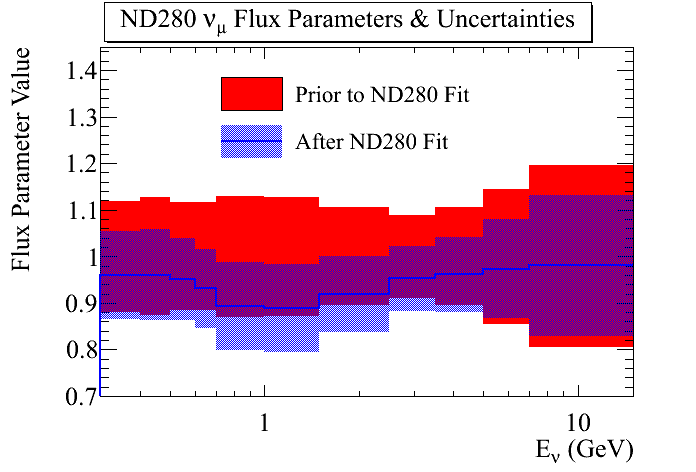 ND280 νμ Flux Parameters & Uncertainties
Flux Parameter Value
1.4
1.3
1.2
1.1
1
0.9
0.8
0.7
Prior to ND280 Fit
After ND280 Fit
1
10
Eν (GeV)